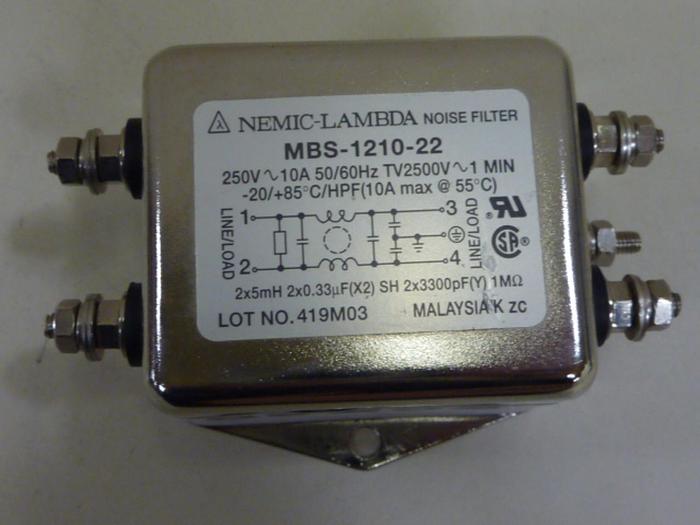 NEMIC-LAMBDA NOISE FILTER
MBS-1210-22
250V~10A 50/60Hz TV2500V~1 MIN
-20/+85°C/HPF(10A max @ 55°C)
LINE/LOAD
1
2
3
4
LINE/LOAD
RU
SA
2x5mH 2x0.33µF(X2) SH 2x3300pF(Y) 1MΩ
LOT NO. 419M03 MALAYSIA K ZC